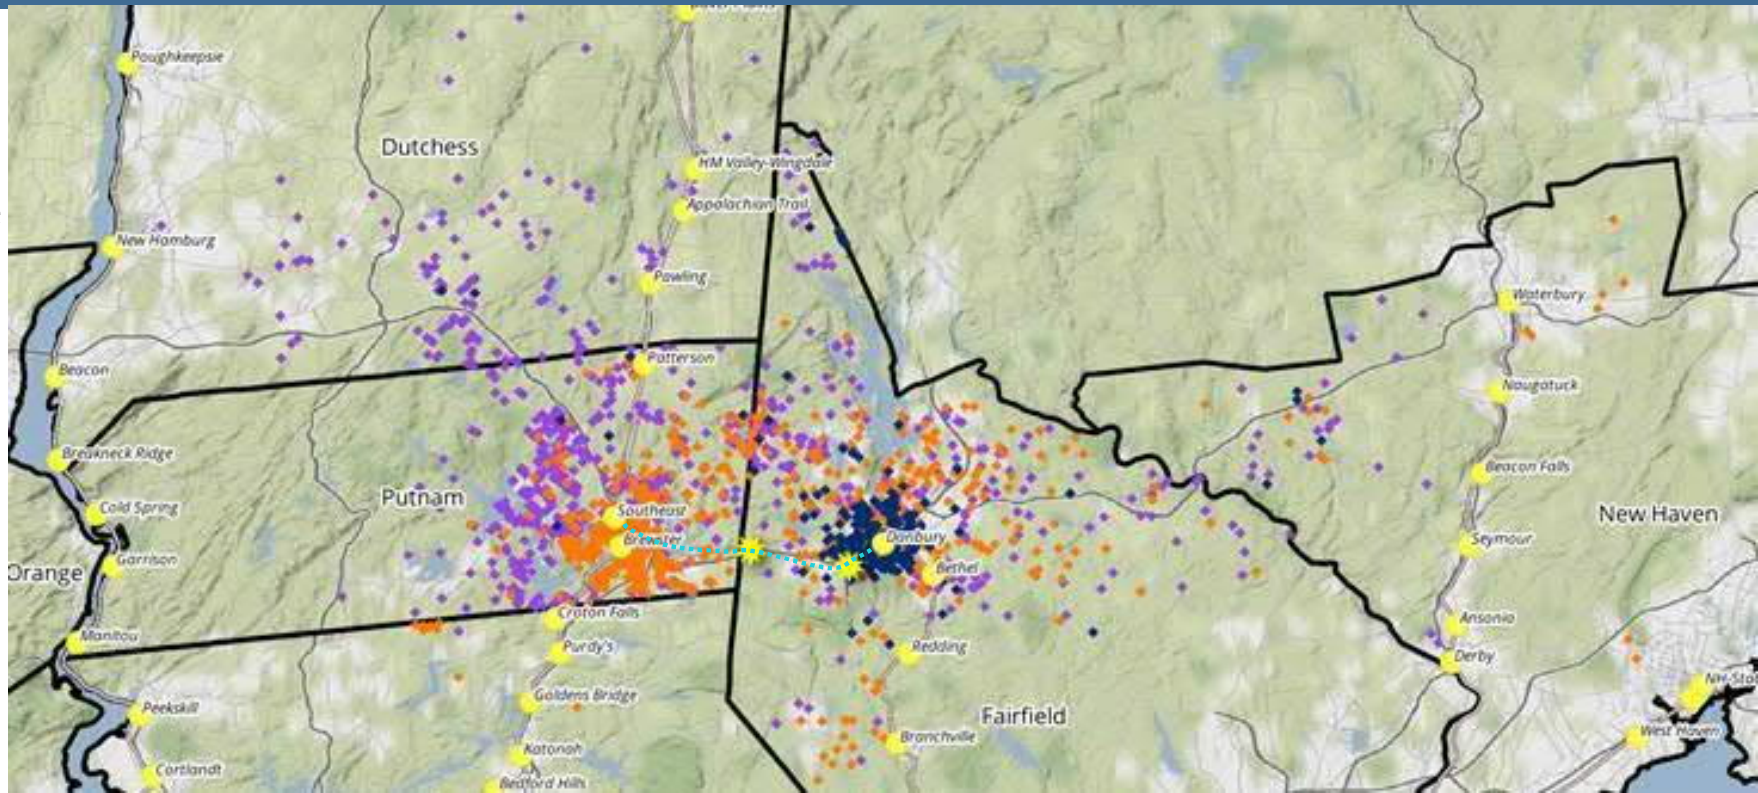 Poughkeepsie
Dutchess
HM Valley-Wingdale
Appalachian Trail
New Hamburg
Pawling
Waterbury
Patterson
Beacon
Naugatuck
Breakneck Ridge
Beacon Falls
Putnam
Cold Spring
Southeast
New Haven
Brewster
Danbury
Seymour
Garrison
Orange
Bethel
Croton Falls
Ansonia
Manitou
Purdy's
Redding
Derby
Goldens Bridge
NH-Stat
Peekskill
Fairfield
Branchville
West Haven
Katonah
Cortlandt
Bedford Hills